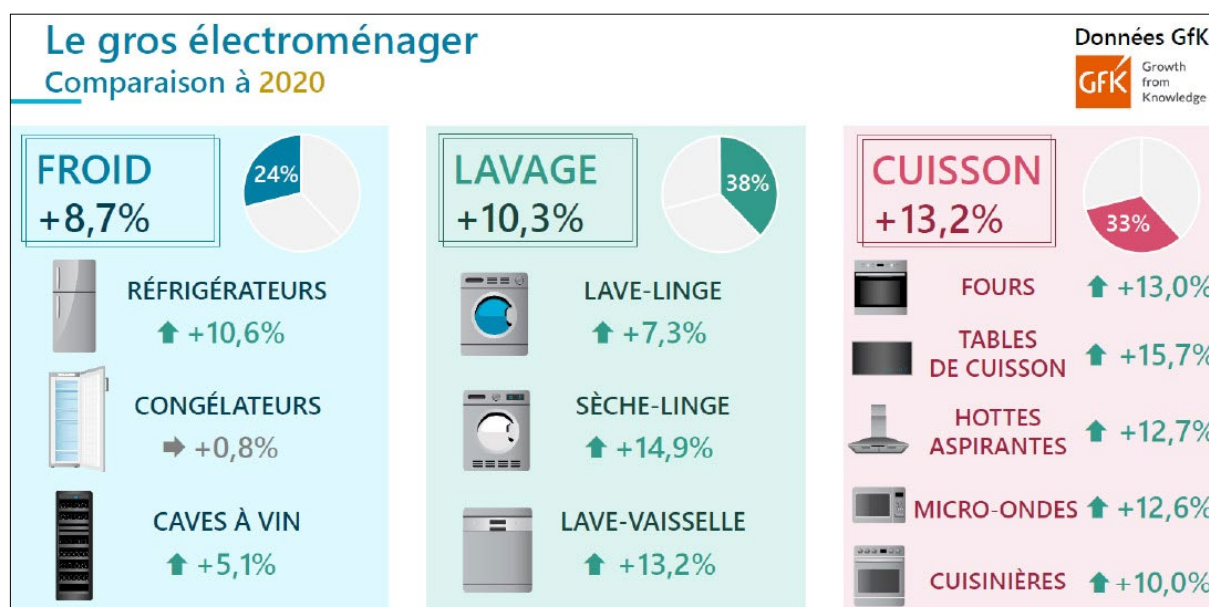 Le gros électroménager
Comparaison à 2020
Données GfK
GfK
Growth
from
Knowledge
FROID
+8,7%
24%
RÉFRIGÉRATEURS
+10,6%
CONGÉLATEURS
+0,8%
CAVES À VIN
+5,1%
LAVAGE
+10,3%
38%
LAVE-LINGE
+7,3%
SÈCHE-LINGE
+14,9%
LAVE-VAISSELLE
+13,2%
CUISSON
+13,2%
33%
FOURS
+13,0%
TABLES
DE CUISSON
+15,7%
HOTTES
ASPIRANTES
+12,7%
MICRO-ONDES
+12,6%
CUISINIÈRES
+10,0%